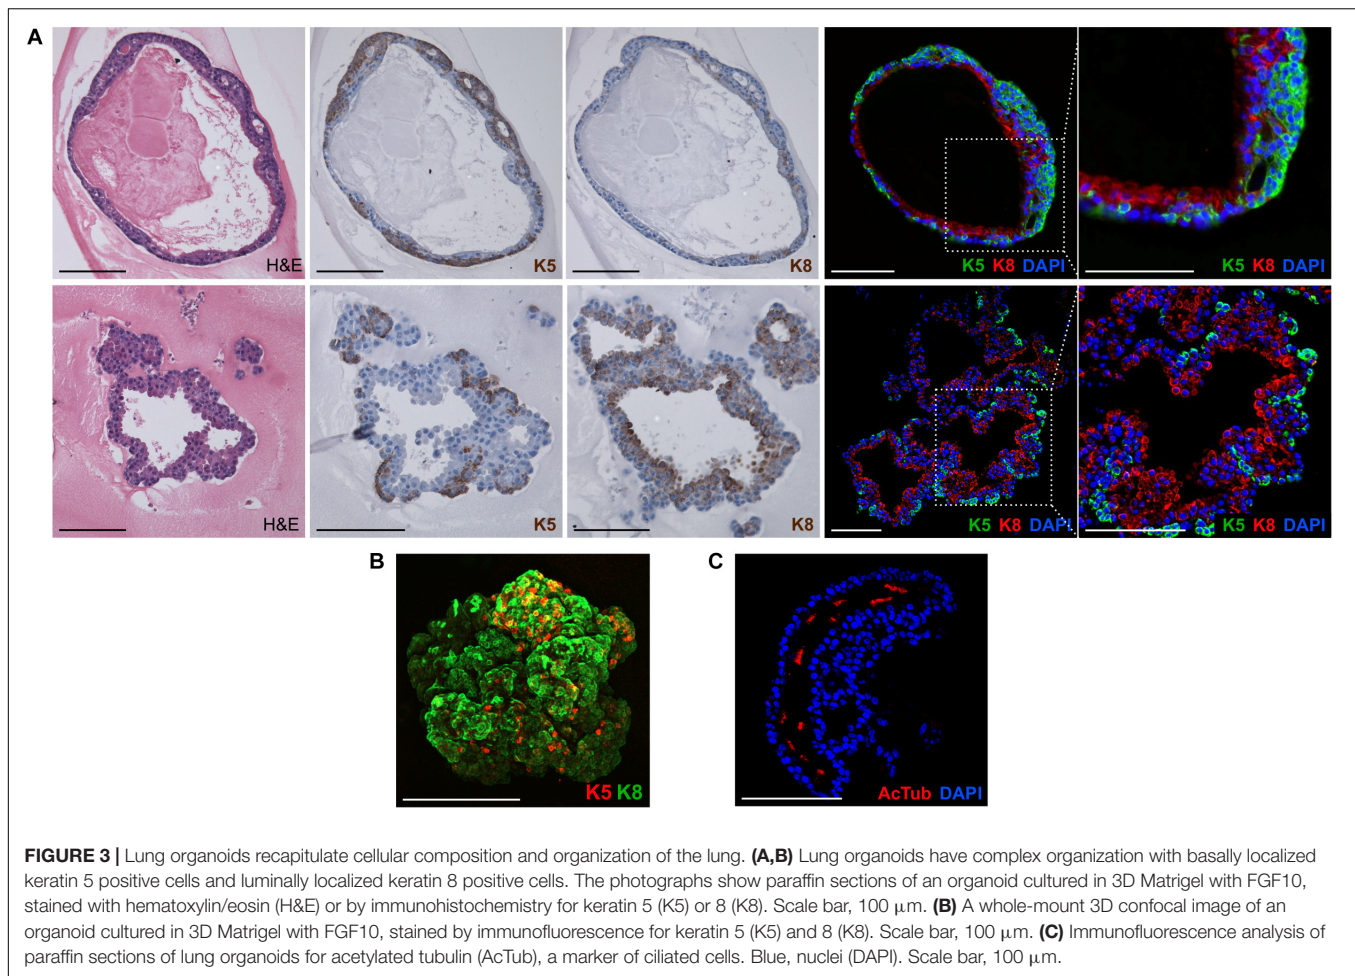 A
H&E
K5
K8
K5 K8 DAPI
K5 K8 DAPI
H&E
K5
K8
K5 K8 DAPI
K5 K8 DAPI
B
K5 K8
C
AcTub DAPI
FIGURE 3 | Lung organoids recapitulate cellular composition and organization of the lung. (A,B) Lung organoids have complex organization with basally localized
keratin 5 positive cells and luminally localized keratin 8 positive cells. The photographs show paraffin sections of an organoid cultured in 3D Matrigel with FGF10,
stained with hematoxylin/eosin (H&E) or by immunohistochemistry for keratin 5 (K5) or 8 (K8). Scale bar, 100 μm. (B) A whole-mount 3D confocal image of an
organoid cultured in 3D Matrigel with FGF10, stained by immunofluorescence for keratin 5 (K5) and 8 (K8). Scale bar, 100 μm. (C) Immunofluorescence analysis of
paraffin sections of lung organoids for acetylated tubulin (AcTub), a marker of ciliated cells. Blue, nuclei (DAPI). Scale bar, 100 μm.